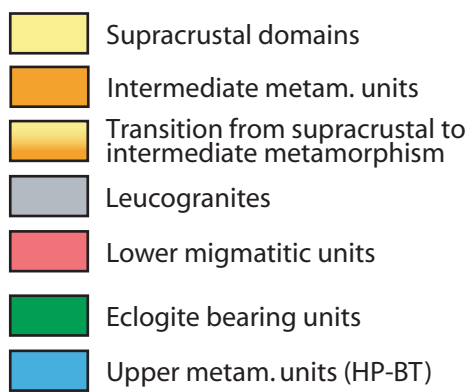 Supracrustal domains
Intermediate metam. units
Transition from supracrustal to
intermediate metamorphism
Leucogranites
Lower migmatitic units
Eclogite bearing units
Upper metam. units (HP-BT)